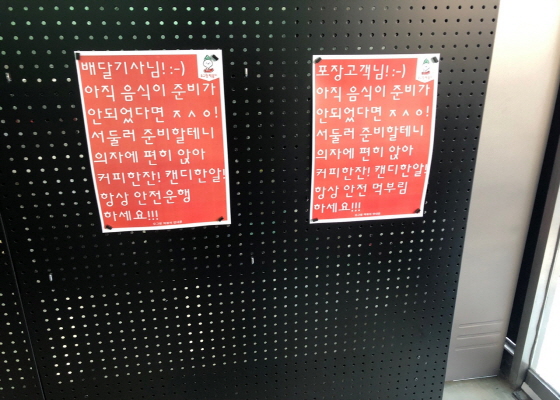 배달기사님! :-)
아직 음식이 준비가
안되었다면 ㅈㅅㅇ!
서둘러 준비할테니
의자에 편히 앉아
커피한잔! 캔디한알!
항상 안전운행
하세요!!!
포장고객님! :-)
아직 음식이 준비가
안되었다면 ㅈㅅㅇ!
서둘러 준비할테니
의자에 편히 앉아
커피한잔! 캔디한알!
항상 안전 먹부림
하세요!!!